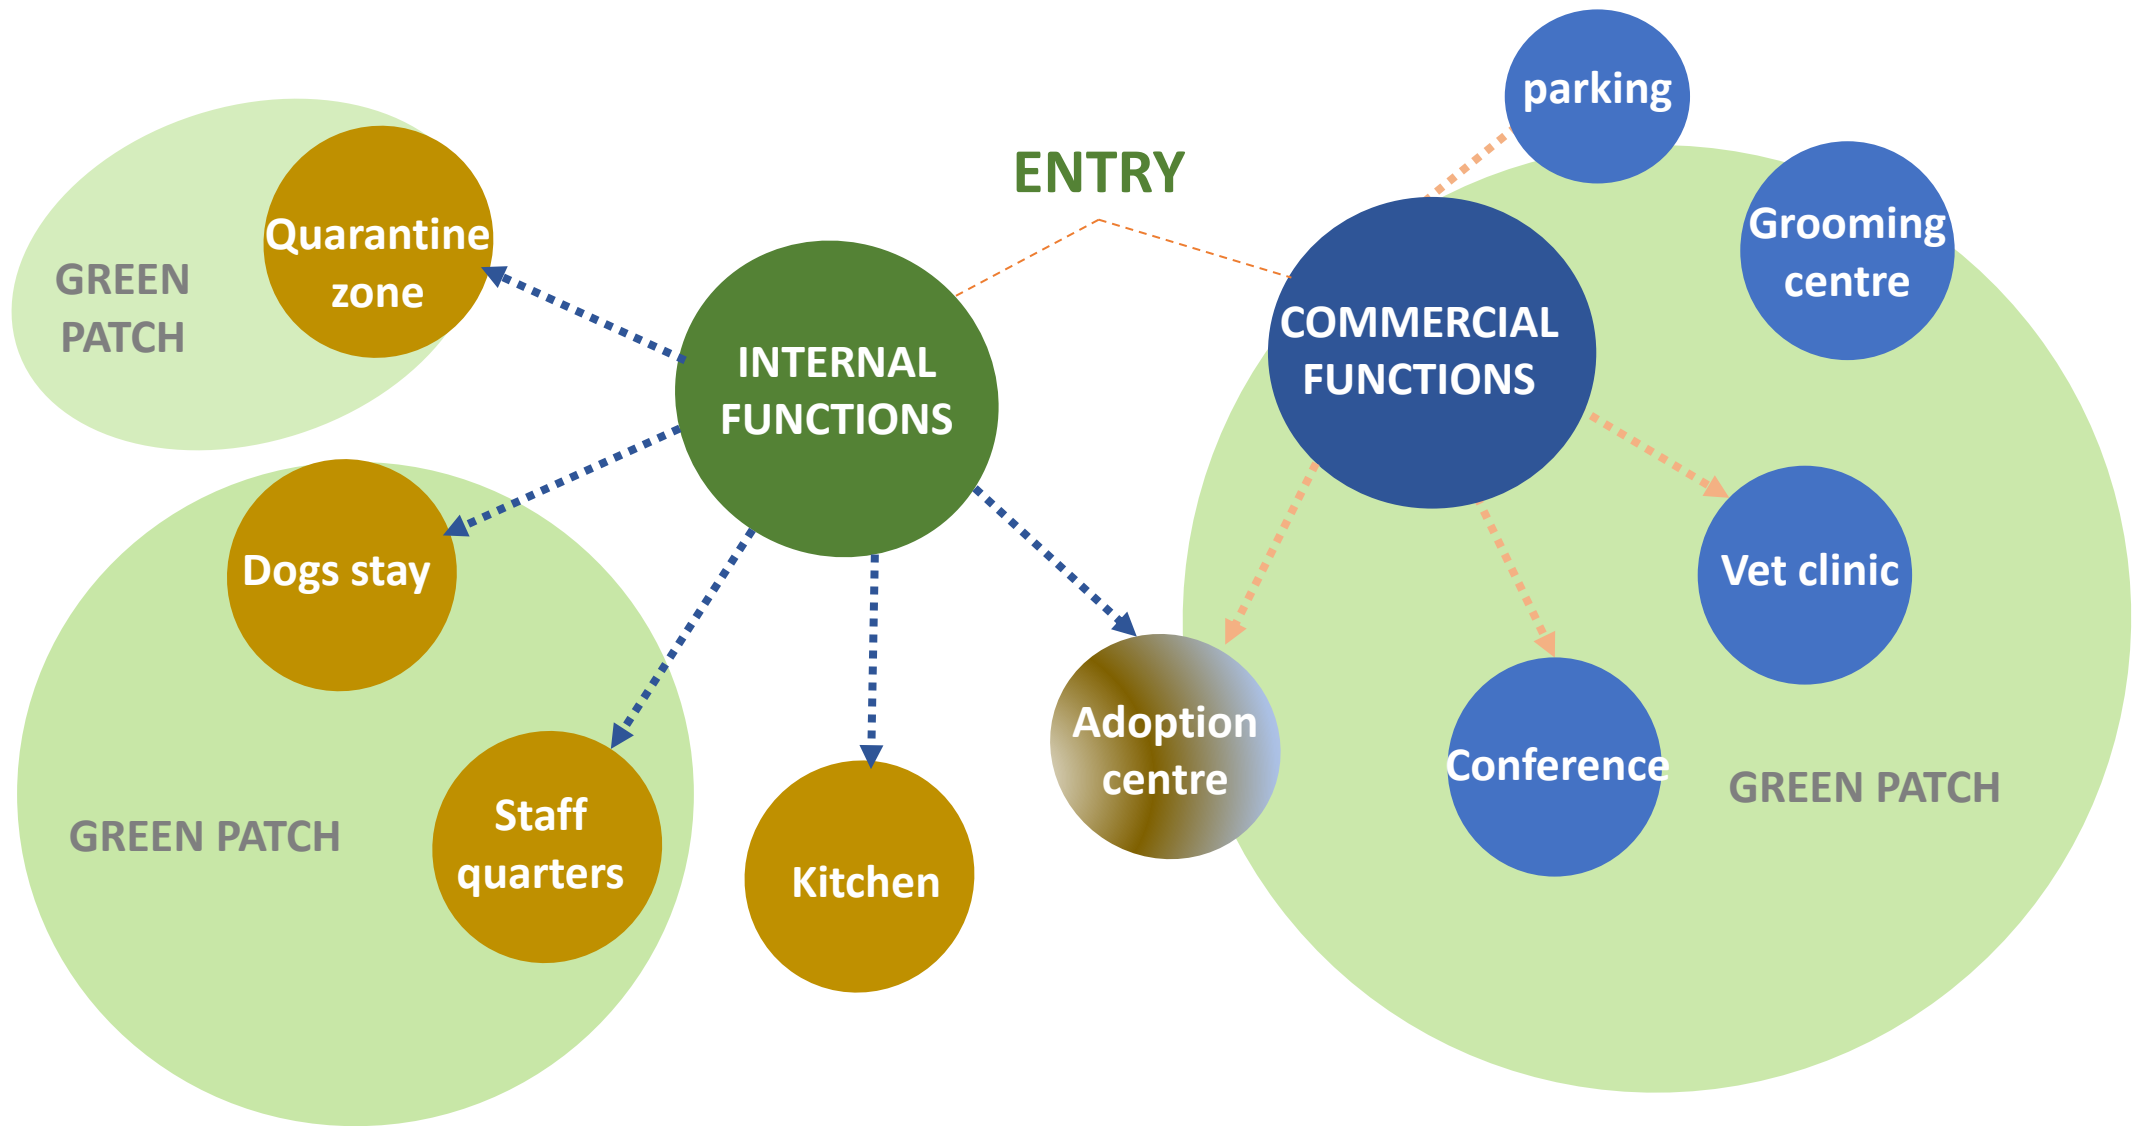 parking
ENTRY
Grooming
centre
Quarantine
zone
GREEN
PATCH
INTERNAL
FUNCTIONS
COMMERCIAL
FUNCTIONS
Dogs stay
Vet clinic
Adoption
centre
Conference
GREEN PATCH
Staff
quarters
GREEN PATCH
Kitchen